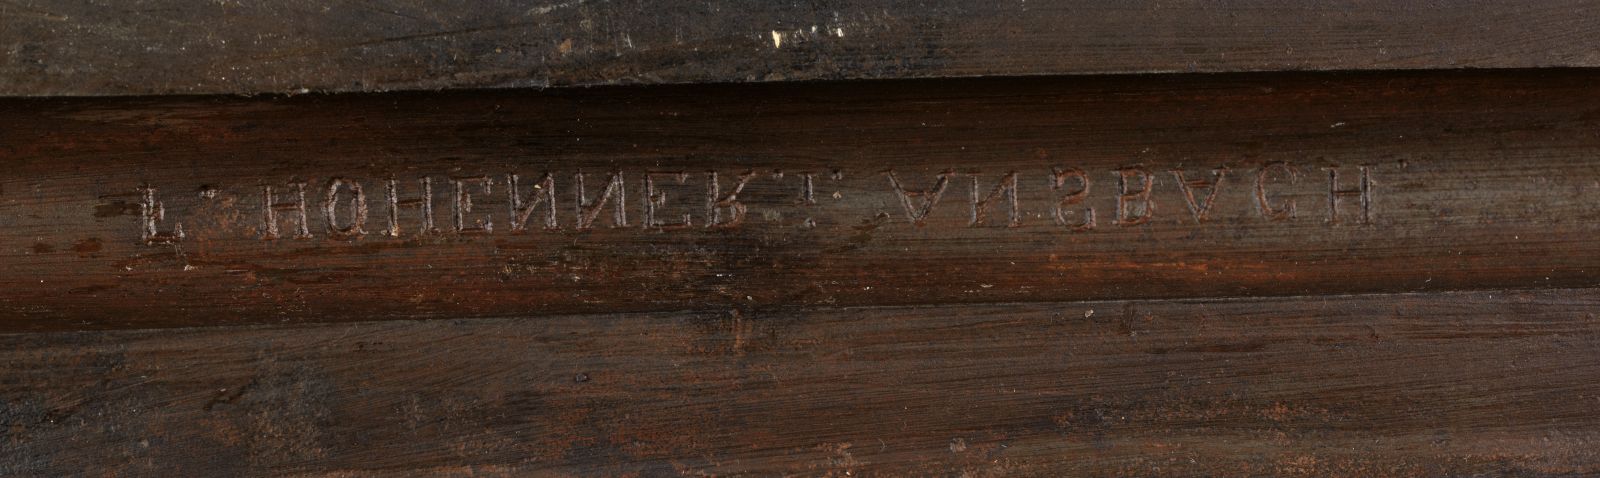 F. HOHENNER. i. ANSBACH.